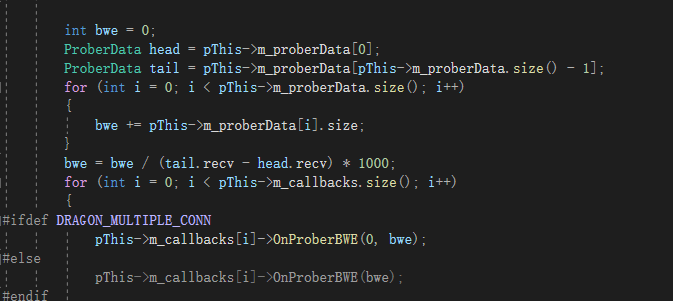 int bwe = 0;
ProberData head = pThis->m_proberData[0];
ProberData tail = pThis->m_proberData[pThis->m_proberData.size() - 1];
for (int i = 0; i < pThis->m_proberData.size(); i++)
{
bwe += pThis->m_proberData[i].size;
}
bwe = bwe / (tail.recv - head.recv) * 1000;
for (int i = 0; i < pThis->m_callbacks.size(); i++)
{
#ifdef DRAGON_MULTIPLE_CONN
pThis->m_callbacks[i]->OnProberBWE(0, bwe);
#else
pThis->m_callbacks[i]->OnProberBWE(bwe);
#endif